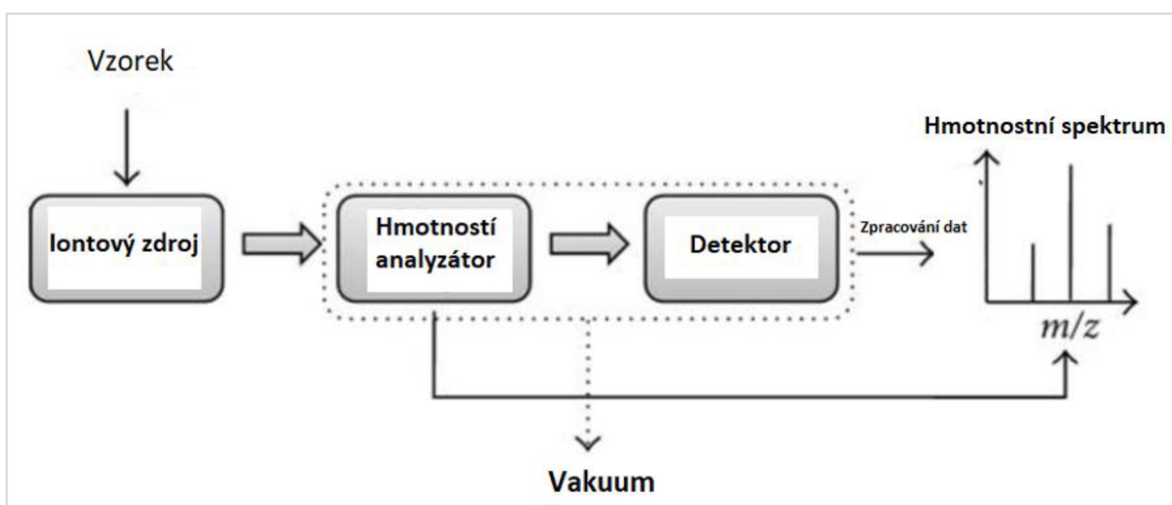 Vzorek
Iontový zdroj
Hmotností
analyzátor
Detektor
Zpracování dat
Hmotnostní spektrum
m/z
Vakuum